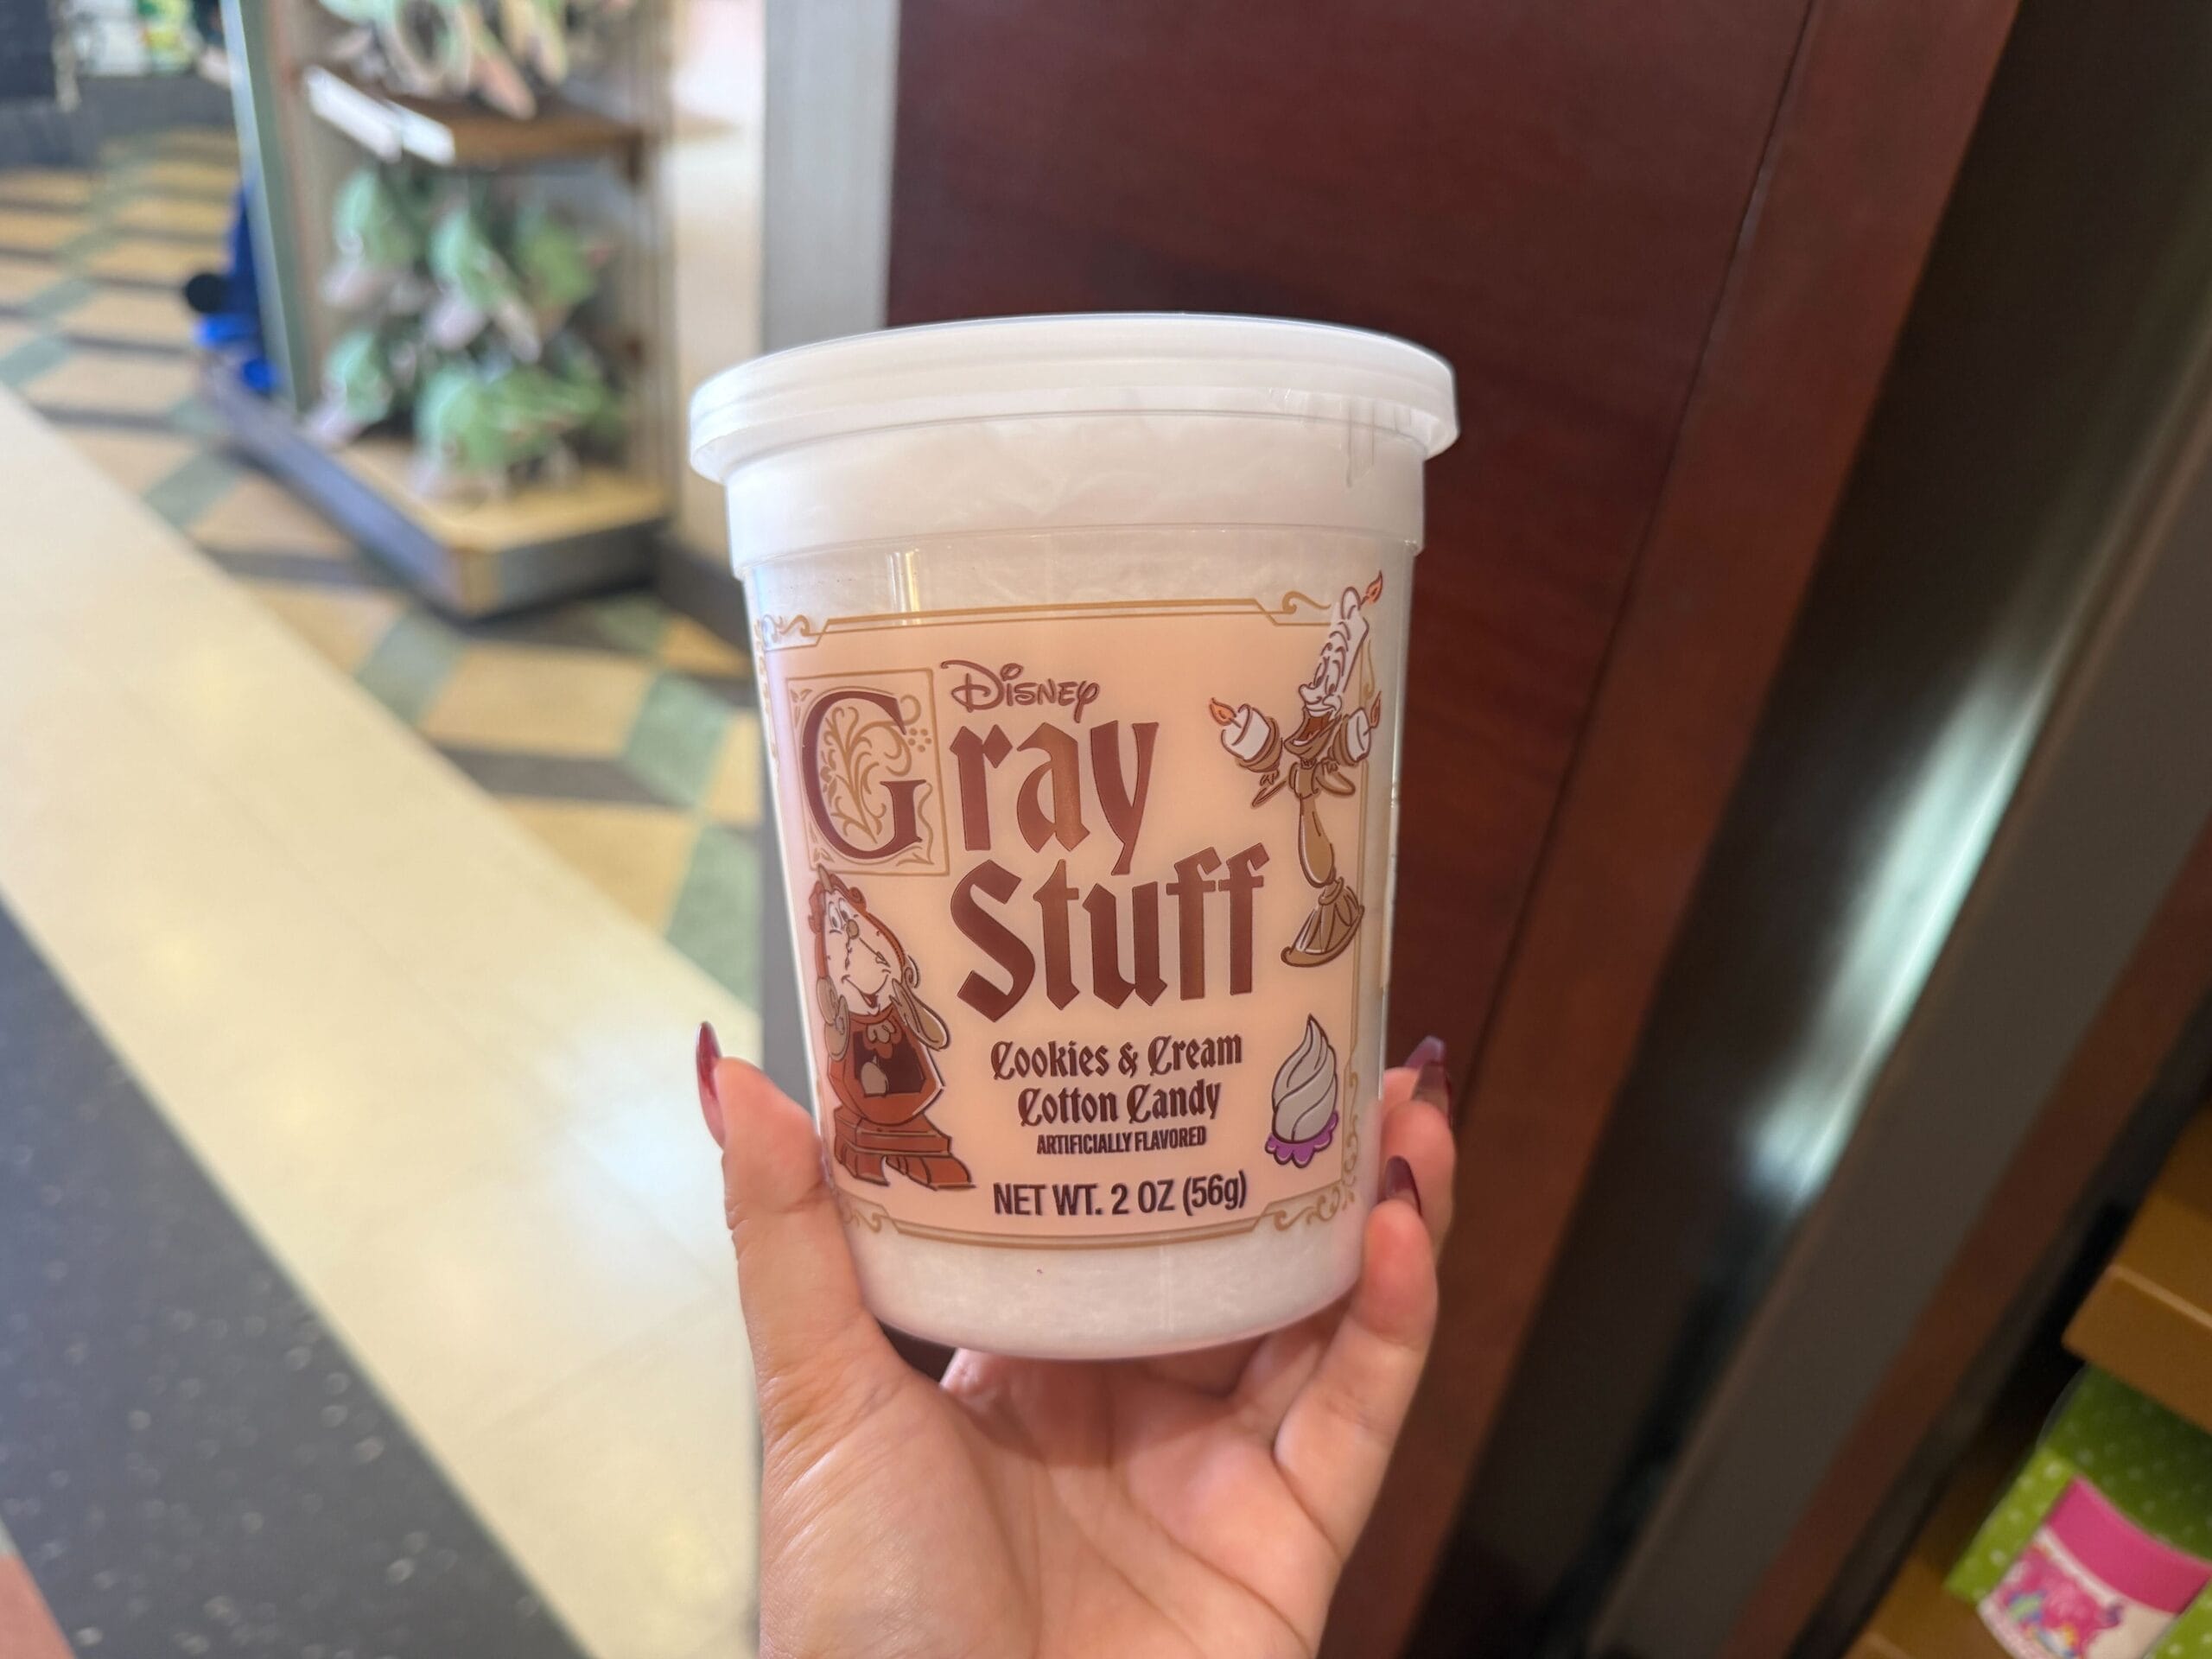 Disney
Gray
Stuff
Cookies & Cream
Cotton Candy
ARTIFICIALLY FLAVORED
NET WT. 2 OZ (56g)